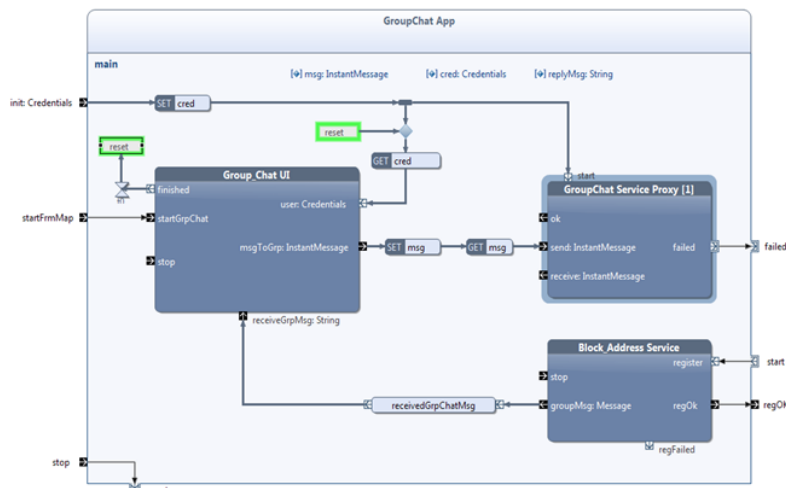 GroupChat App
main
msg: InstantMessage
cred: Credentials
replyMsg: String
init: Credentials
SET cred
reset
reset
GET cred
start
Group_Chat UI
finished
user: Credentials
startFrmMap
startGrpChat
msgToGrp: InstantMessage
stop
SET msg
GET msg
GroupChat Service Proxy [1]
ok
send: InstantMessage
failed
failed
receive: InstantMessage
receiveGrpMsg: String
Block_Address Service
register
start
stop
receivedGrpChatMsg
groupMsg: Message
regOk
regOK
regFailed
stop